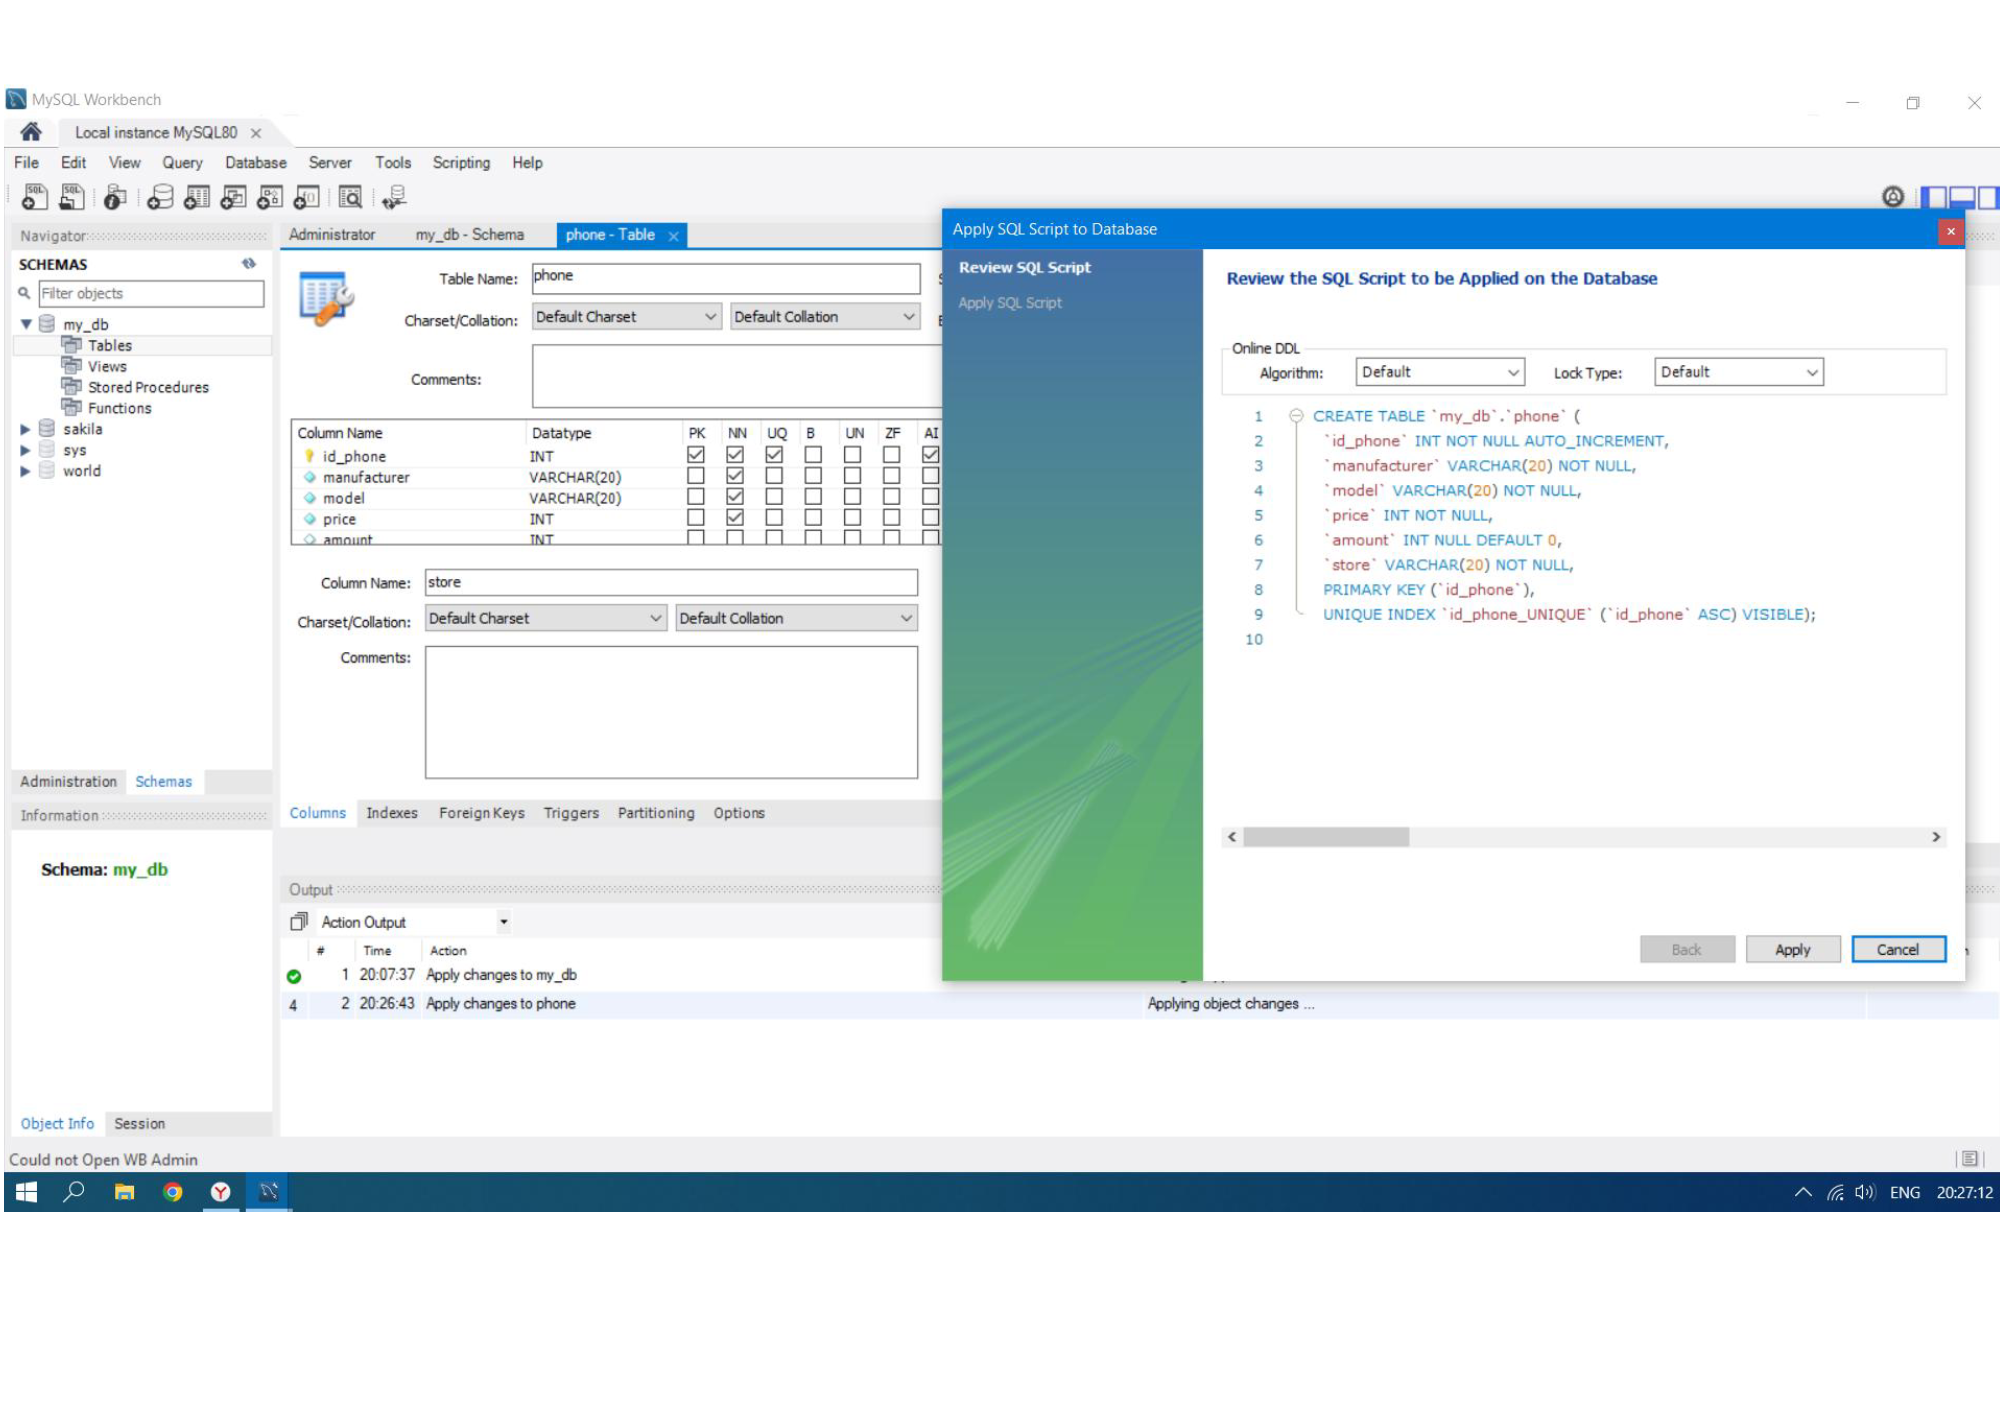 MySQL Workbench
Local instance MySQL80
File Edit View Query Database Server Tools Scripting Help
Navigator
SCHEMAS
Filter objects
my_db
Tables
Views
Stored Procedures
Functions
sakila
sys
world
Administration Schemas
Information
Schema: my_db
Object Info Session
Administrator my_db - Schema phone - Table
Table Name: phone
Charset/Collation: Default Charset Default Collation
Comments:
Column Name Datatype PK NN UQ B UN ZF AI
id_phone INT
manufacturer VARCHAR(20)
model VARCHAR(20)
price INT
amount INT
Column Name: store
Charset/Collation: Default Charset Default Collation
Comments:
Columns Indexes Foreign Keys Triggers Partitioning Options
Output
Action Output
# Time Action
1 20:07:37 Apply changes to my_db
4 2 20:26:43 Apply changes to phone Applying object changes ...
Apply SQL Script to Database
Review SQL Script
Apply SQL Script
Review the SQL Script to be Applied on the Database
Online DDL
Algorithm: Default Lock Type: Default
1 CREATE TABLE `my_db`.`phone` (
2 `id_phone` INT NOT NULL AUTO_INCREMENT,
3 `manufacturer` VARCHAR(20) NOT NULL,
4 `model` VARCHAR(20) NOT NULL,
5 `price` INT NOT NULL,
6 `amount` INT NULL DEFAULT 0,
7 `store` VARCHAR(20) NOT NULL,
8 PRIMARY KEY (`id_phone`),
9 UNIQUE INDEX `id_phone_UNIQUE` (`id_phone` ASC) VISIBLE);
10
Back Apply Cancel
Could not Open WB Admin
ENG 20:27:12